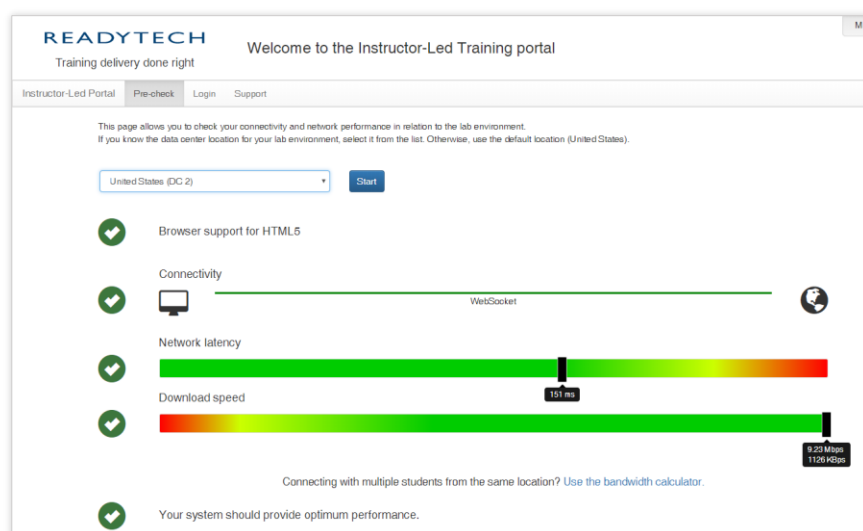 READYTECH
Training delivery done right
Welcome to the Instructor-Led Training portal
M
Instructor-Led Portal Pre-check Login Support
This page allows you to check your connectivity and network performance in relation to the lab environment.
If you know the data center location for your lab environment, select it from the list. Otherwise, use the default location (United States).
United States (DC 2) Start
Browser support for HTML5
Connectivity
WebSocket
Network latency
151 ms
Download speed
9.23 Mbps
1126 KBps
Connecting with multiple students from the same location? Use the bandwidth calculator.
Your system should provide optimum performance.